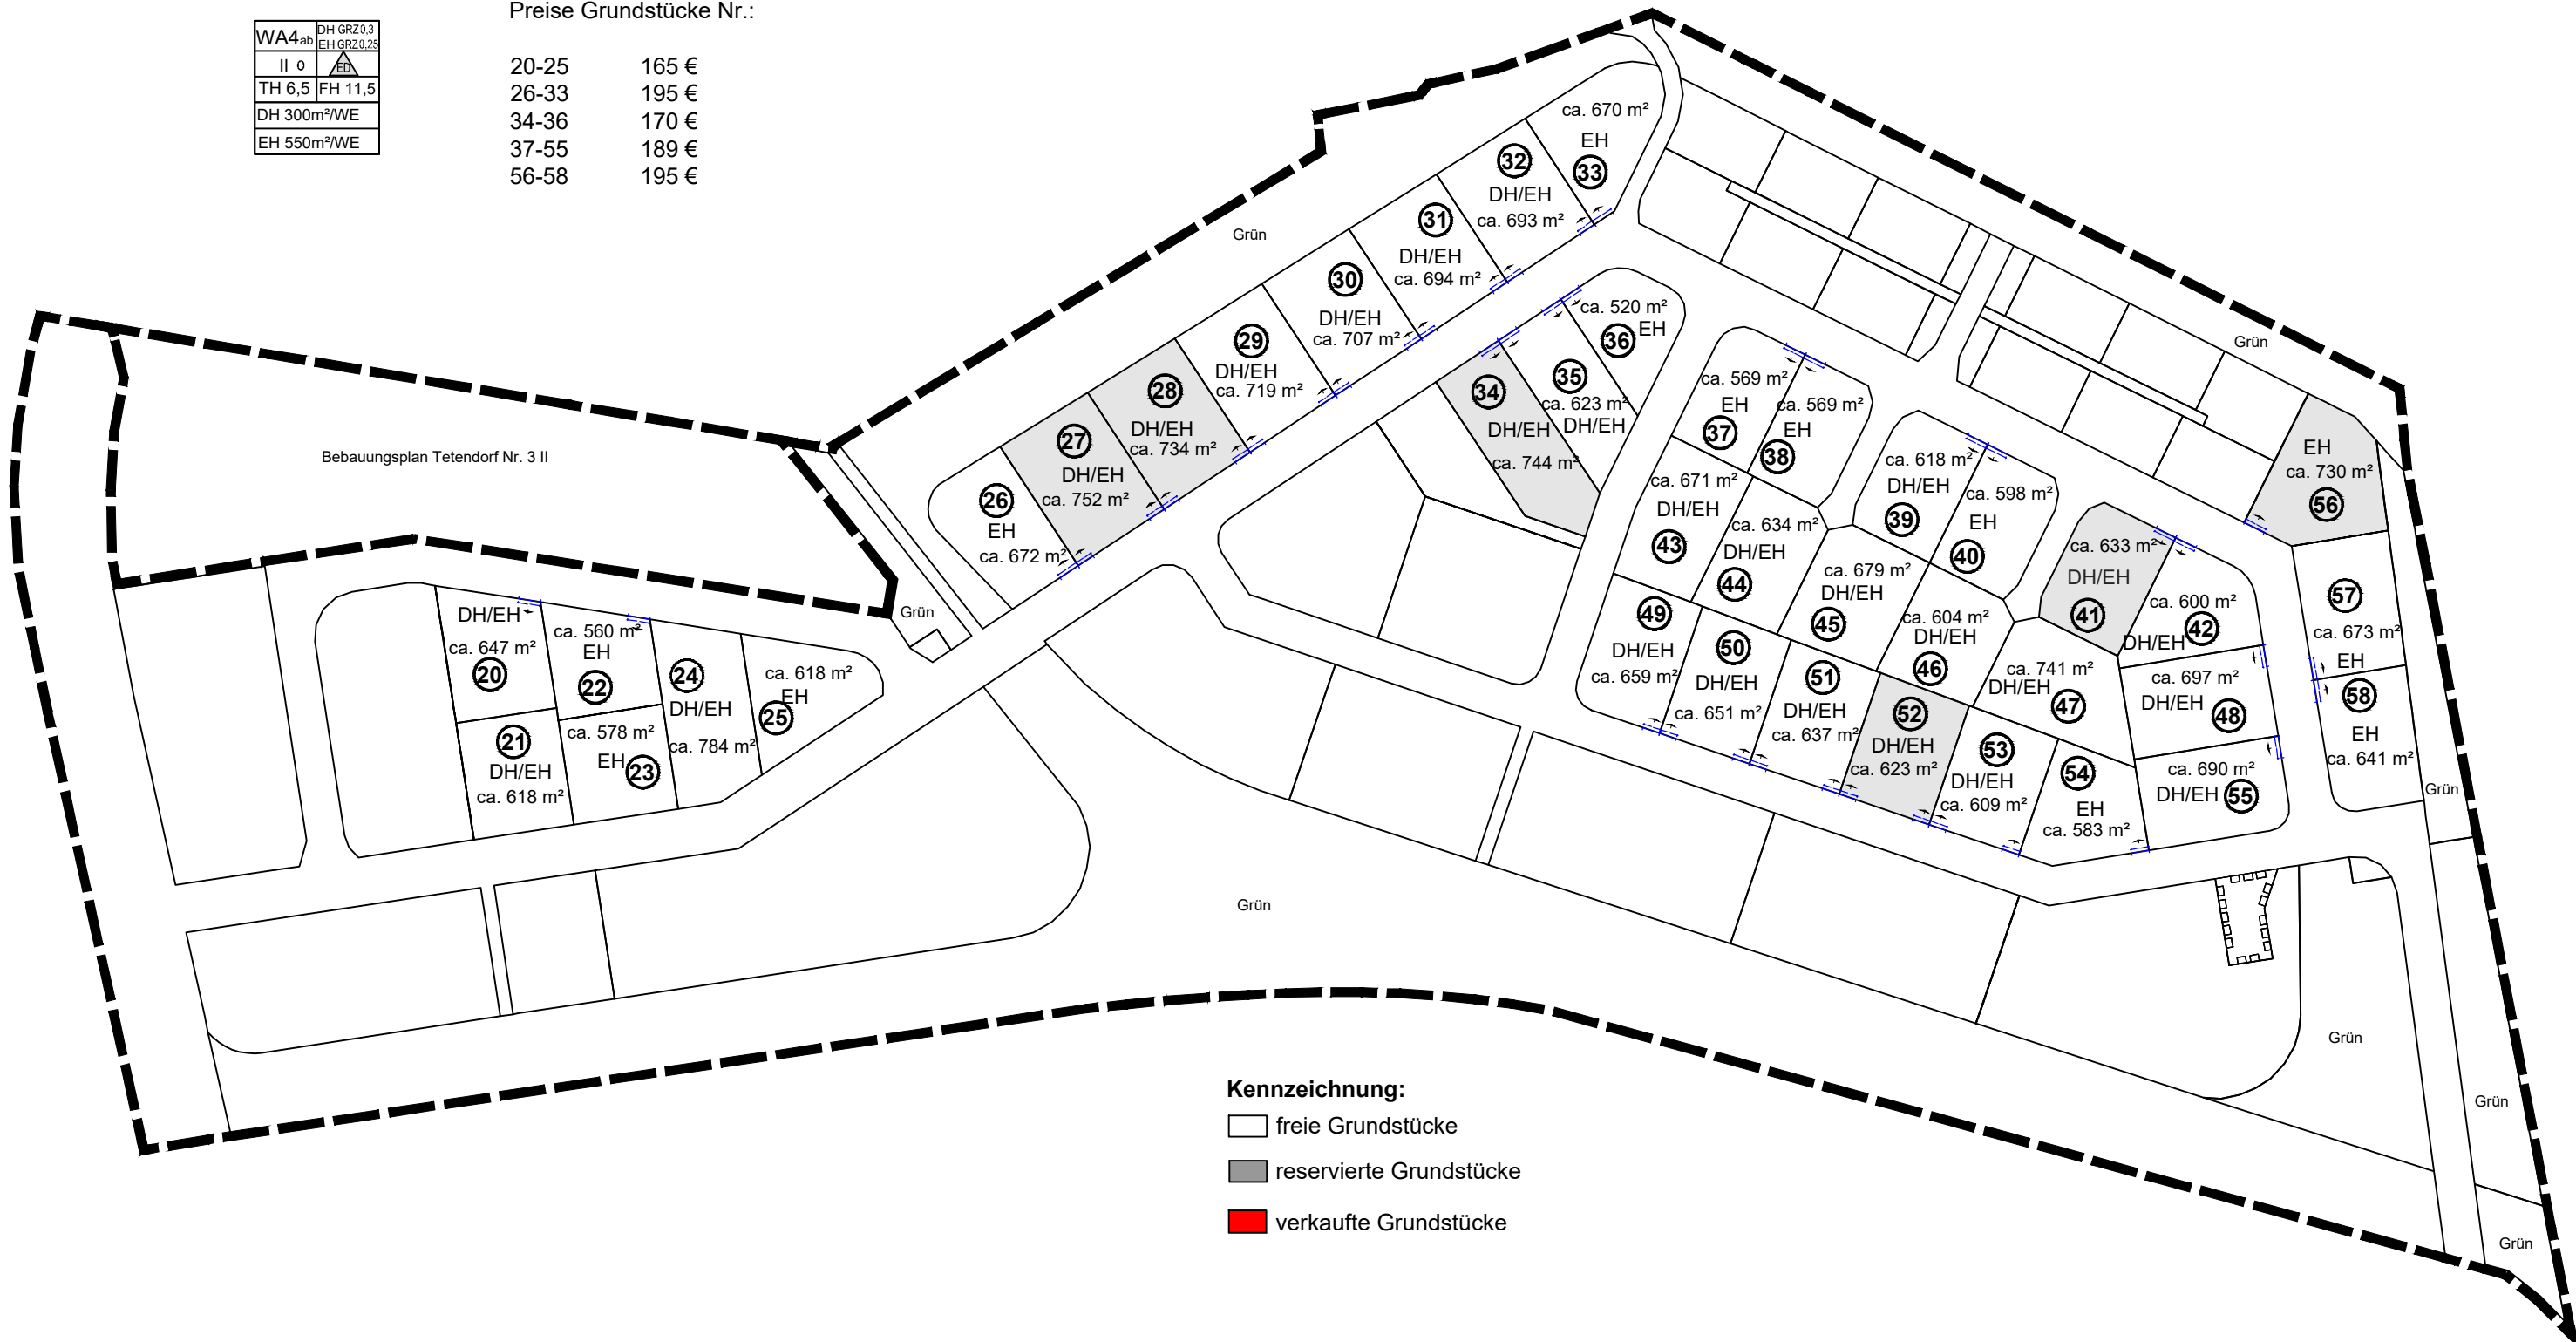 Preise Grundstücke Nr.:
20-25 165 €
26-33 195 €
34-36 170 €
37-55 189 €
56-58 195 €
WA4ab DH GRZ0,3
EH GRZ0,25
II o ED
TH 6,5 FH 11,5
DH 300m²/WE
EH 550m²/WE
Bebauungsplan Tetendorf Nr. 3 II
DH/EH
ca. 647 m²
20
21
DH/EH
ca. 618 m²
ca. 560 m²
EH
22
ca. 578 m²
EH 23
24
DH/EH
ca. 784 m²
ca. 618 m²
EH
25
Grün
26
EH
ca. 672 m²
27
DH/EH
ca. 752 m²
28
DH/EH
ca. 734 m²
29
DH/EH
ca. 719 m²
30
DH/EH
ca. 707 m²
31
DH/EH
ca. 694 m²
32
DH/EH
ca. 693 m²
ca. 670 m²
EH
33
Grün
34
DH/EH
ca. 744 m²
35
ca. 623 m²
DH/EH
ca. 520 m²
36 EH
ca. 569 m²
EH
37
ca. 569 m²
EH
38
ca. 618 m²
DH/EH
39
ca. 598 m²
EH
40
ca. 633 m²
DH/EH
41
ca. 600 m²
DH/EH 42
ca. 671 m²
DH/EH
43
ca. 634 m²
DH/EH
44
ca. 679 m²
DH/EH
45
ca. 604 m²
DH/EH
46
ca. 741 m²
DH/EH
47
ca. 697 m²
DH/EH
48
49
DH/EH
ca. 659 m²
50
DH/EH
ca. 651 m²
51
DH/EH
ca. 637 m²
52
DH/EH
ca. 623 m²
53
DH/EH
ca. 609 m²
54
EH
ca. 583 m²
ca. 690 m²
DH/EH 55
Grün
EH
ca. 730 m²
56
57
ca. 673 m²
EH
58
EH
ca. 641 m²
Grün
Grün
Grün
Grün
Grün
Kennzeichnung:
freie Grundstücke
reservierte Grundstücke
verkaufte Grundstücke